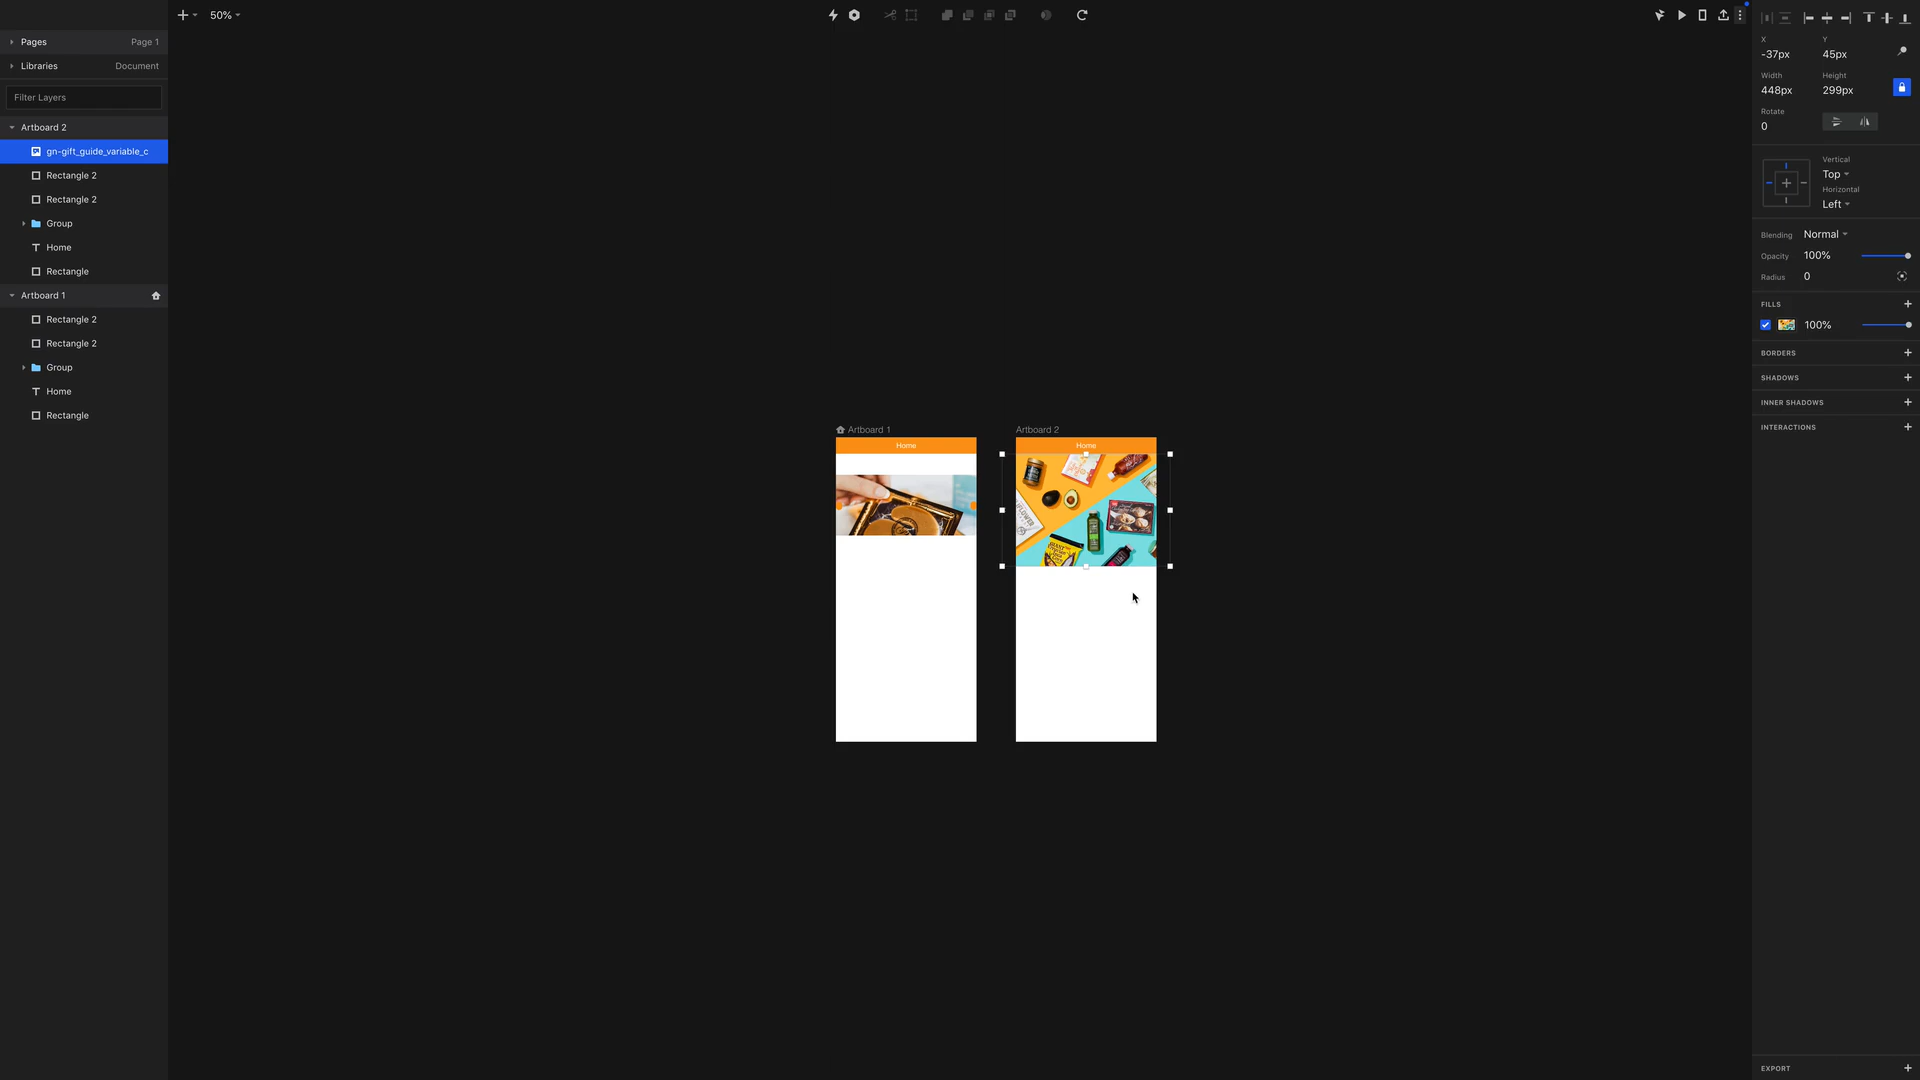 50%
Pages Page 1
Libraries Document
Filter Layers
Artboard 2
gn-gift_guide_variable_c
Rectangle 2
Rectangle 2
Group
Home
Rectangle
Artboard 1
Rectangle 2
Rectangle 2
Group
Home
Rectangle
Artboard 1
Home
Artboard 2
Home
X Y
-37px 45px
Width Height
448px 299px
Rotate
0
Vertical
Top
Horizontal
Left
Blending Normal
Opacity 100%
Radius 0
FILLS
100%
BORDERS
SHADOWS
INNER SHADOWS
INTERACTIONS
EXPORT